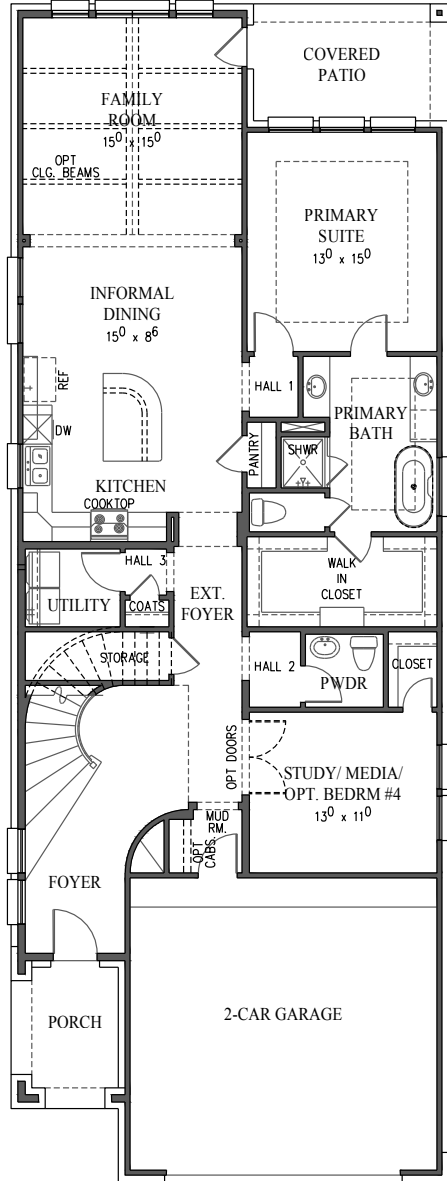 COVERED
PATIO
FAMILY
ROOM
15⁰ x 15⁰
OPT
CLG. BEAMS
PRIMARY
SUITE
13⁰ x 15⁰
INFORMAL
DINING
15⁰ x 8⁶
REF
HALL 1
DW
PRIMARY
BATH
PANTRY
SHWR
KITCHEN
COOKTOP
HALL 3
EXT.
FOYER
WALK
IN
CLOSET
UTILITY
COATS
STORAGE
HALL 2
PWDR
CLOSET
OPT DOORS
STUDY/ MEDIA/
OPT. BEDRM #4
13⁰ x 11⁰
MUD
RM.
OPT
CABS.
FOYER
PORCH
2-CAR GARAGE